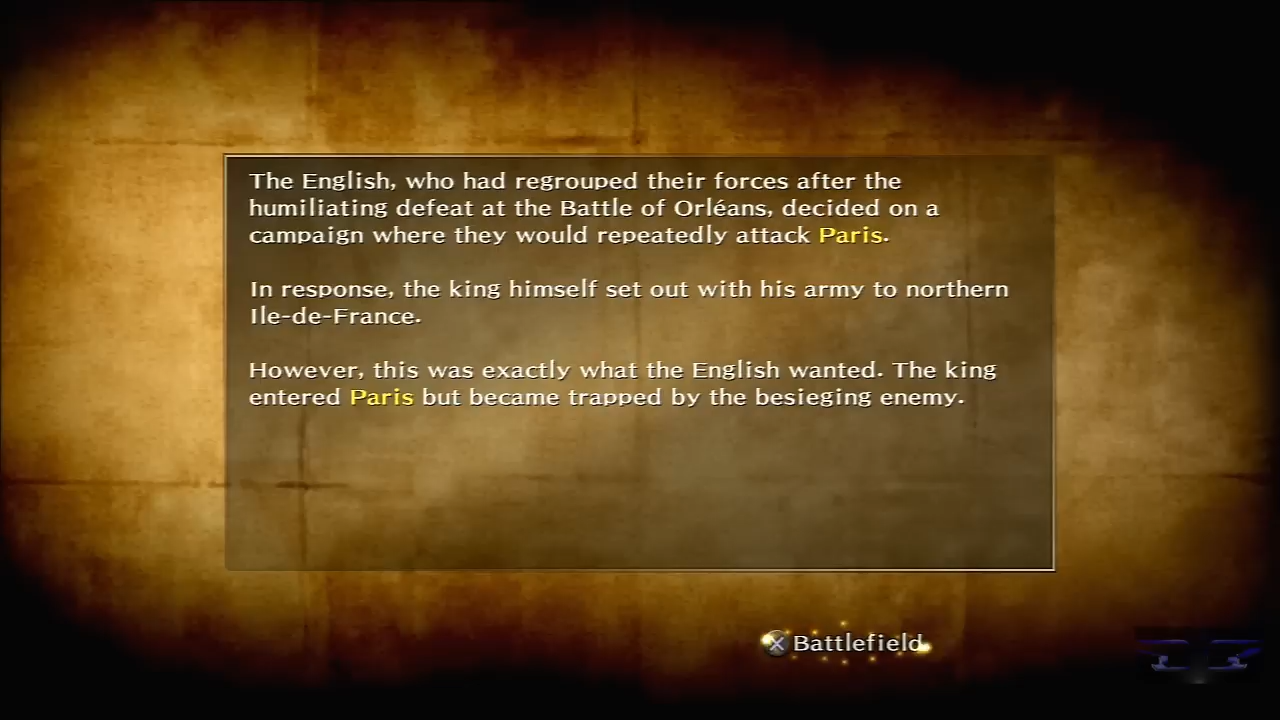 The English, who had regrouped their forces after the
humiliating defeat at the Battle of Orléans, decided on a
campaign where they would repeatedly attack Paris.
In response, the king himself set out with his army to northern
Ile-de-France.
However, this was exactly what the English wanted. The king
entered Paris but became trapped by the besieging enemy.
Battlefield